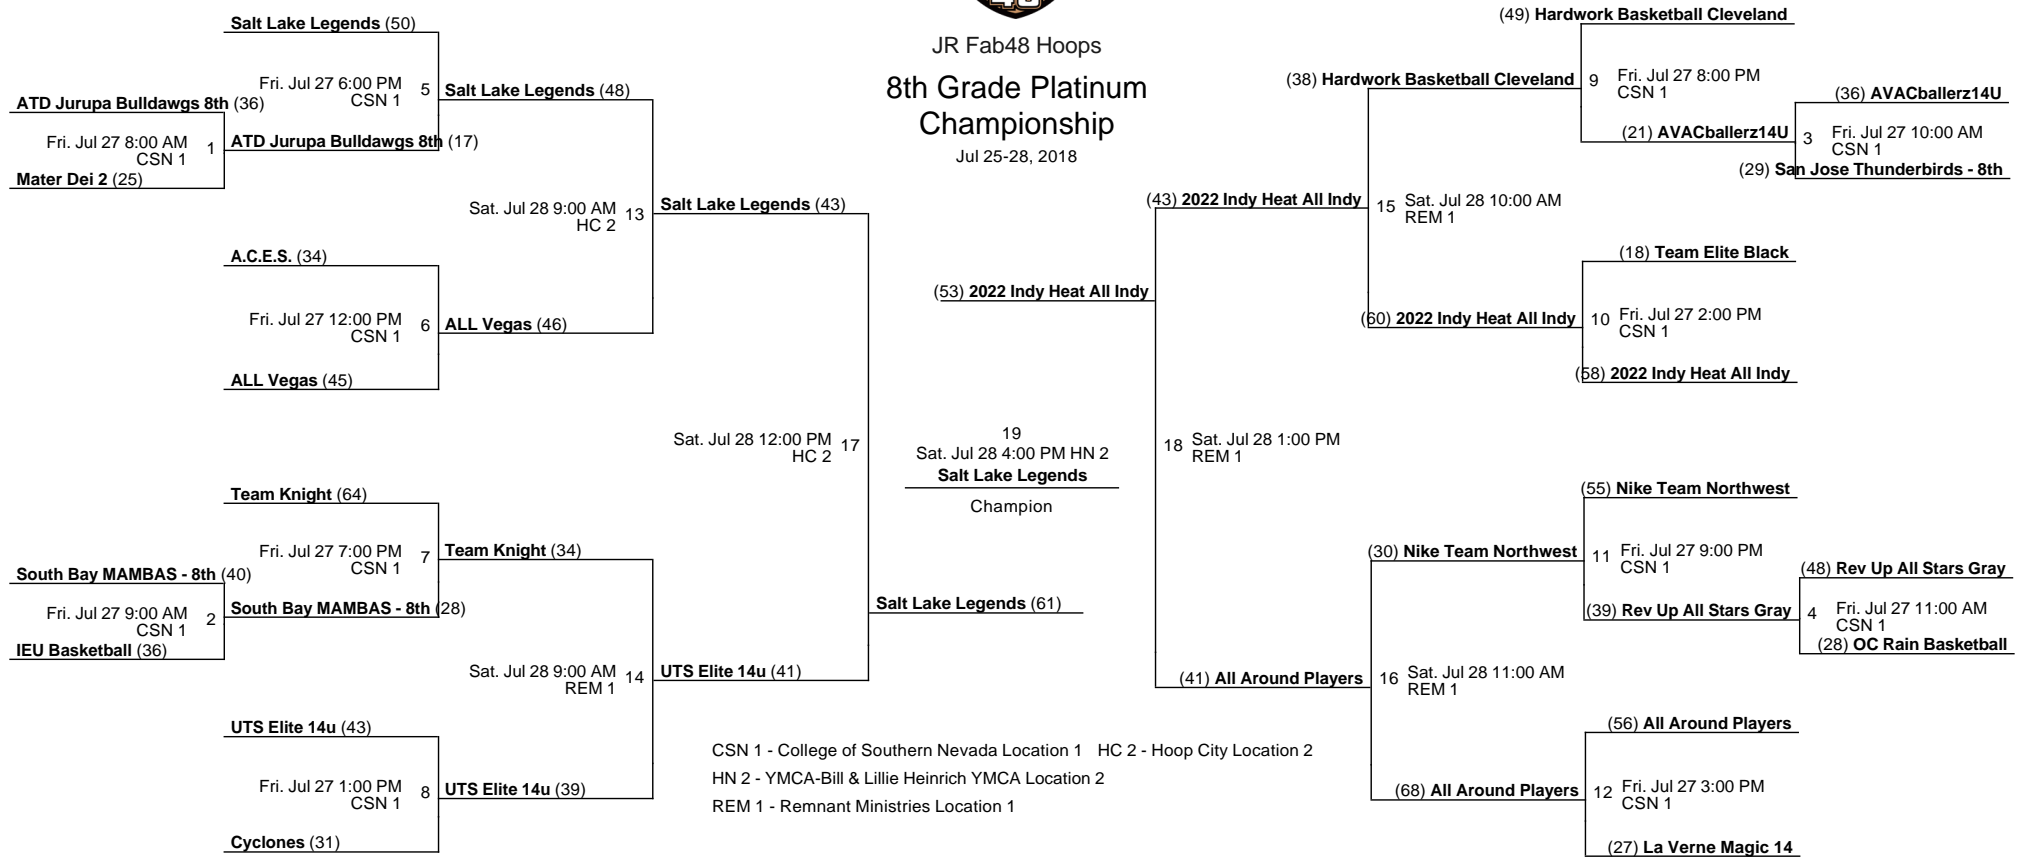 48
JR Fab48 Hoops
8th Grade Platinum
Championship
Jul 25-28, 2018
Salt Lake Legends (50)
Fri. Jul 27 6:00 PM
CSN 1
5
Salt Lake Legends (48)
ATD Jurupa Bulldawgs 8th (36)
Fri. Jul 27 8:00 AM
CSN 1
1
ATD Jurupa Bulldawgs 8th (17)
Mater Dei 2 (25)
Sat. Jul 28 9:00 AM
HC 2
13
Salt Lake Legends (43)
A.C.E.S. (34)
Fri. Jul 27 12:00 PM
CSN 1
6
ALL Vegas (46)
ALL Vegas (45)
Sat. Jul 28 12:00 PM
HC 2
17
Team Knight (64)
Fri. Jul 27 7:00 PM
CSN 1
7
Team Knight (34)
South Bay MAMBAS - 8th (40)
Fri. Jul 27 9:00 AM
CSN 1
2
South Bay MAMBAS - 8th (28)
IEU Basketball (36)
Salt Lake Legends (61)
Sat. Jul 28 9:00 AM
REM 1
14
UTS Elite 14u (41)
UTS Elite 14u (43)
Fri. Jul 27 1:00 PM
CSN 1
8
UTS Elite 14u (39)
Cyclones (31)
(53) 2022 Indy Heat All Indy
19
Sat. Jul 28 4:00 PM HN 2
Salt Lake Legends
Champion
(49) Hardwork Basketball Cleveland
(38) Hardwork Basketball Cleveland
9
Fri. Jul 27 8:00 PM
CSN 1
(36) AVACballerz14U
(21) AVACballerz14U
3
Fri. Jul 27 10:00 AM
CSN 1
(29) San Jose Thunderbirds - 8th
(43) 2022 Indy Heat All Indy
15
Sat. Jul 28 10:00 AM
REM 1
(18) Team Elite Black
(60) 2022 Indy Heat All Indy
10
Fri. Jul 27 2:00 PM
CSN 1
(58) 2022 Indy Heat All Indy
18
Sat. Jul 28 1:00 PM
REM 1
(55) Nike Team Northwest
(30) Nike Team Northwest
11
Fri. Jul 27 9:00 PM
CSN 1
(48) Rev Up All Stars Gray
(39) Rev Up All Stars Gray
4
Fri. Jul 27 11:00 AM
CSN 1
(28) OC Rain Basketball
(41) All Around Players
16
Sat. Jul 28 11:00 AM
REM 1
(56) All Around Players
(68) All Around Players
12
Fri. Jul 27 3:00 PM
CSN 1
(27) La Verne Magic 14
CSN 1 - College of Southern Nevada Location 1 HC 2 - Hoop City Location 2
HN 2 - YMCA-Bill & Lillie Heinrich YMCA Location 2
REM 1 - Remnant Ministries Location 1